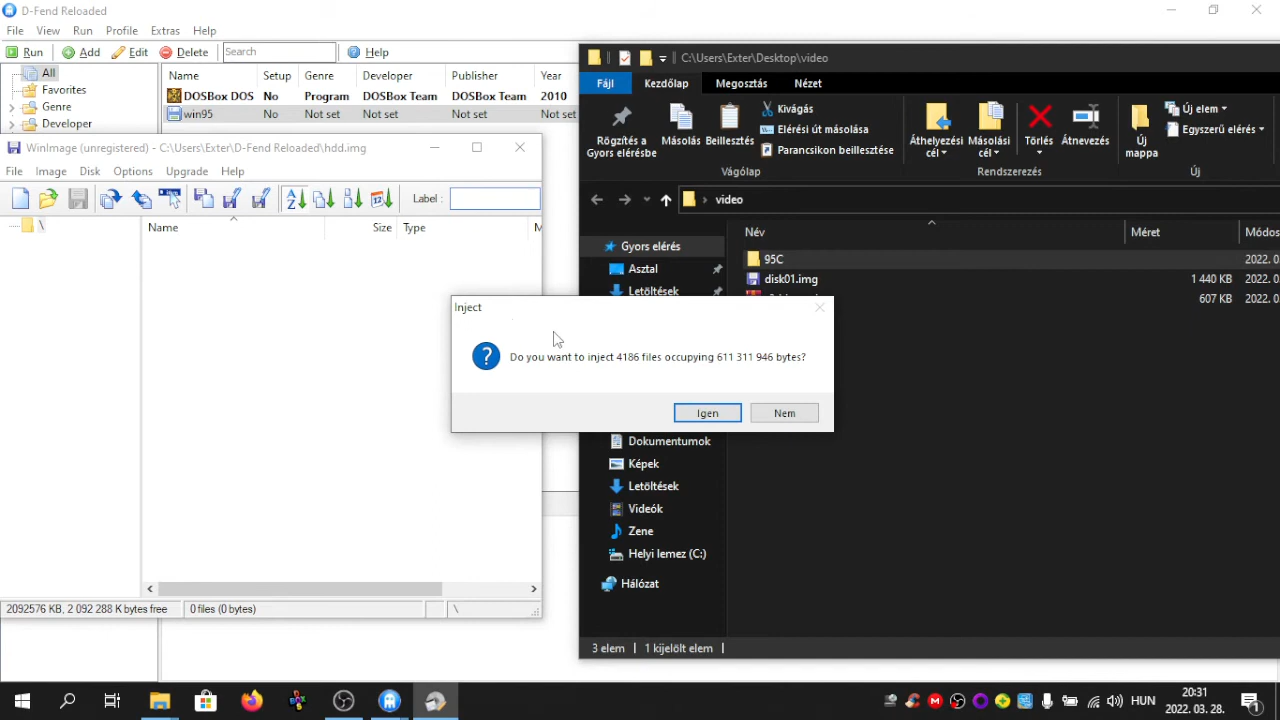 D-Fend Reloaded
File View Run Profile Extras Help
Run Add Edit Delete Search Help
All
Favorites
Genre
Developer
Name Setup Genre Developer Publisher Year
DOSBox DOS No Program DOSBox Team DOSBox Team 2010
win95 No Not set Not set Not set Not set
WinImage (unregistered) - C:\Users\Exter\D-Fend Reloaded\hdd.img
File Image Disk Options Upgrade Help
Label :
\
Name Size Type M
2092576 KB, 2 092 288 K bytes free 0 files (0 bytes) \
C:\Users\Exter\Desktop\video
Fájl Kezdőlap Megosztás Nézet
Rögzítés a
Gyors elérésbe
Másolás
Beillesztés
Kivágás
Elérési út másolása
Parancsikon beillesztése
Vágólap
Áthelyezési
cél
Másolási
cél
Törlés
Átnevezés
Rendszerezés
Új
mappa
Új elem
Egyszerű elérés
Új
video
Név Méret Módos
Gyors elérés
Asztal
Letöltések
95C 2022. 0
disk01.img 1 440 KB 2022. 0
607 KB 2022. 0
Inject
Do you want to inject 4186 files occupying 611 311 946 bytes?
Igen Nem
Dokumentumok
Képek
Letöltések
Videók
Zene
Helyi lemez (C:)
Hálózat
3 elem 1 kijelölt elem
HUN
20:31
2022. 03. 28.
1